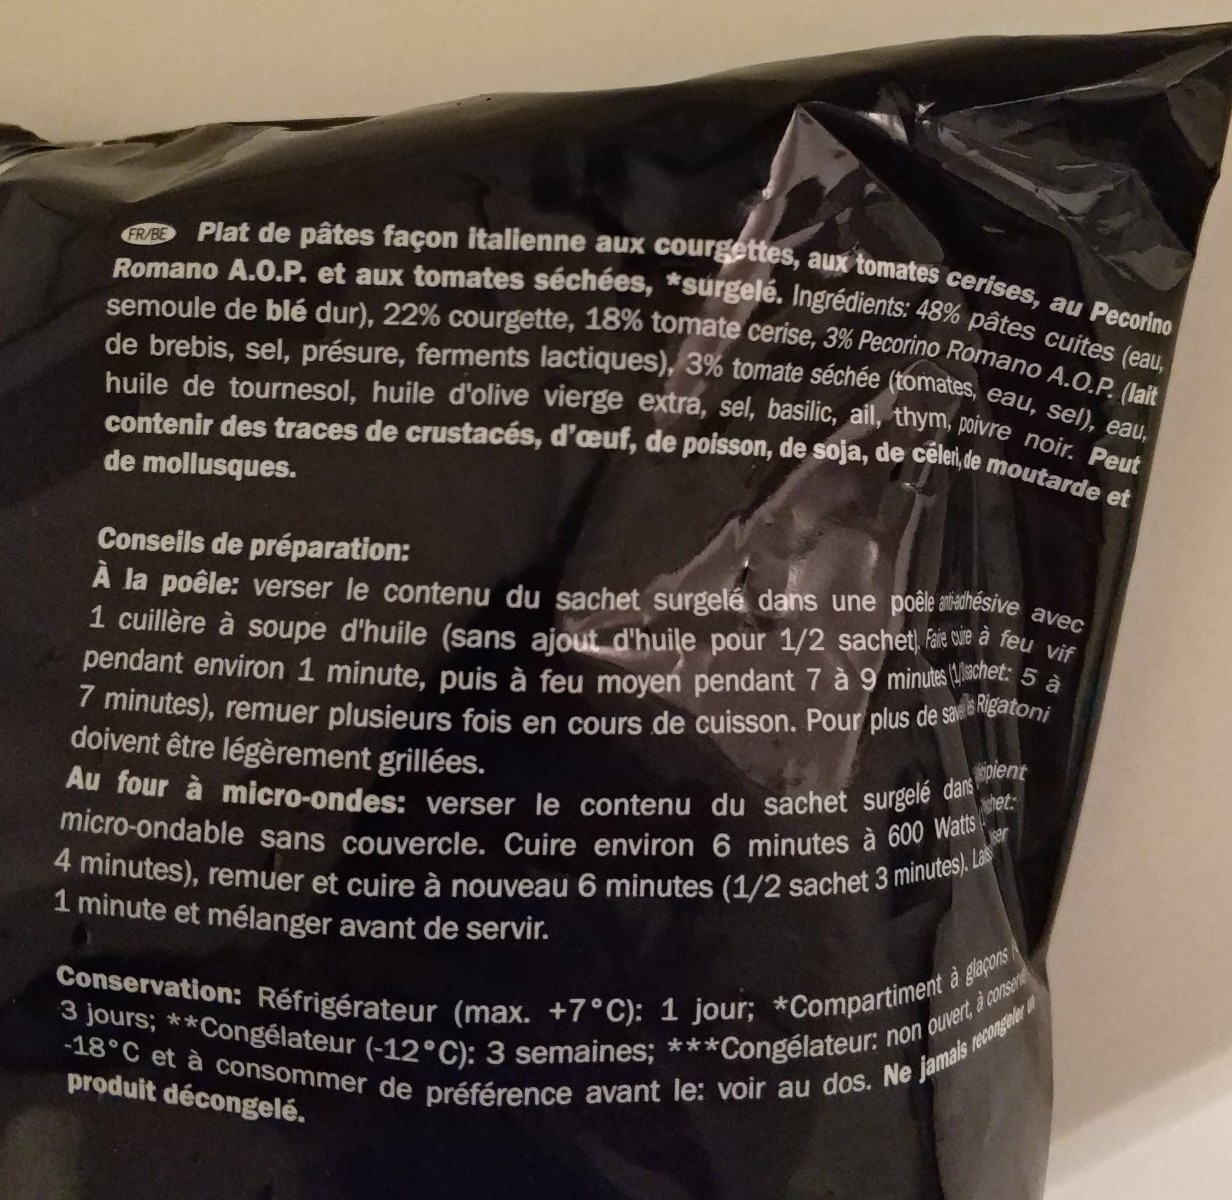 FR/BE Plat de pâtes façon italienne aux courgettes, aux tomates cerises, au Pecorino
Romano A.O.P. et aux tomates séchées, *surgelé. Ingrédients: 48% pâtes cuites (eau,
semoule de blé dur), 22% courgette, 18% tomate cerise, 3% Pecorino Romano A.O.P. (lait
de brebis, sel, présure, ferments lactiques), 3% tomate séchée (tomates, eau, sel), eau,
huile de tournesol, huile d'olive vierge extra, sel, basilic, ail, thym, poivre noir. Peut
contenir des traces de crustacés, d'œuf, de poisson, de soja, de céleri, de moutarde et
de mollusques.
Conseils de préparation:
À la poêle: verser le contenu du sachet surgelé dans une poêle anti-adhésive avec
1 cuillère à soupe d'huile (sans ajout d'huile pour 1/2 sachet). Faire cuire à feu vif
pendant environ 1 minute, puis à feu moyen pendant 7 à 9 minutes (1/2 sachet: 5 à
7 minutes), remuer plusieurs fois en cours de cuisson. Pour plus de Rigatoni
doivent être légèrement grillées.
Au four à micro-ondes: verser le contenu du sachet surgelé dans
micro-ondable sans couvercle. Cuire environ 6 minutes à 600 Watts
4 minutes), remuer et cuire à nouveau 6 minutes (1/2 sachet 3 minutes). Laisser
1 minute et mélanger avant de servir.
Conservation: Réfrigérateur (max. +7°C): 1 jour; *Compartiment à glaçons
3 jours; **Congélateur (-12°C): 3 semaines; ***Congélateur: non ouvert, à
-18°C et à consommer de préférence avant le: voir au dos. Ne jamais recongeler un
produit décongelé.